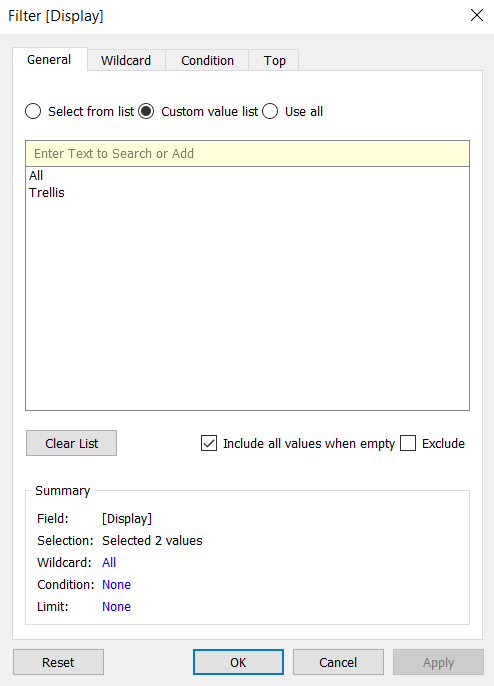 Filter [Display]
General Wildcard Condition Top
Select from list Custom value list Use all
Enter Text to Search or Add
All
Trellis
Clear List Include all values when empty Exclude
Summary
Field: [Display]
Selection: Selected 2 values
Wildcard: All
Condition: None
Limit: None
Reset OK Cancel Apply